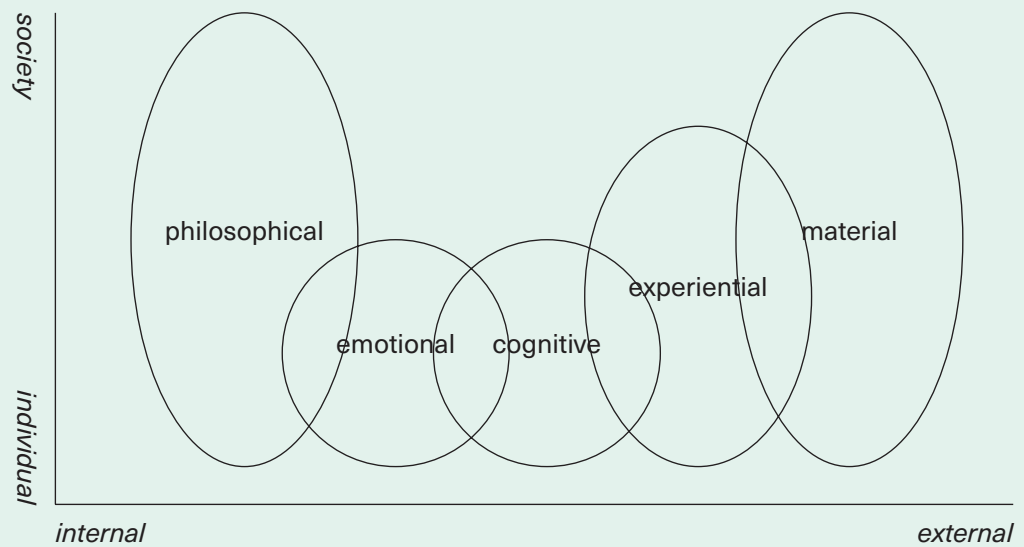 society
philosophical
material
experiential
emotional
cognitive
individual
internal
external